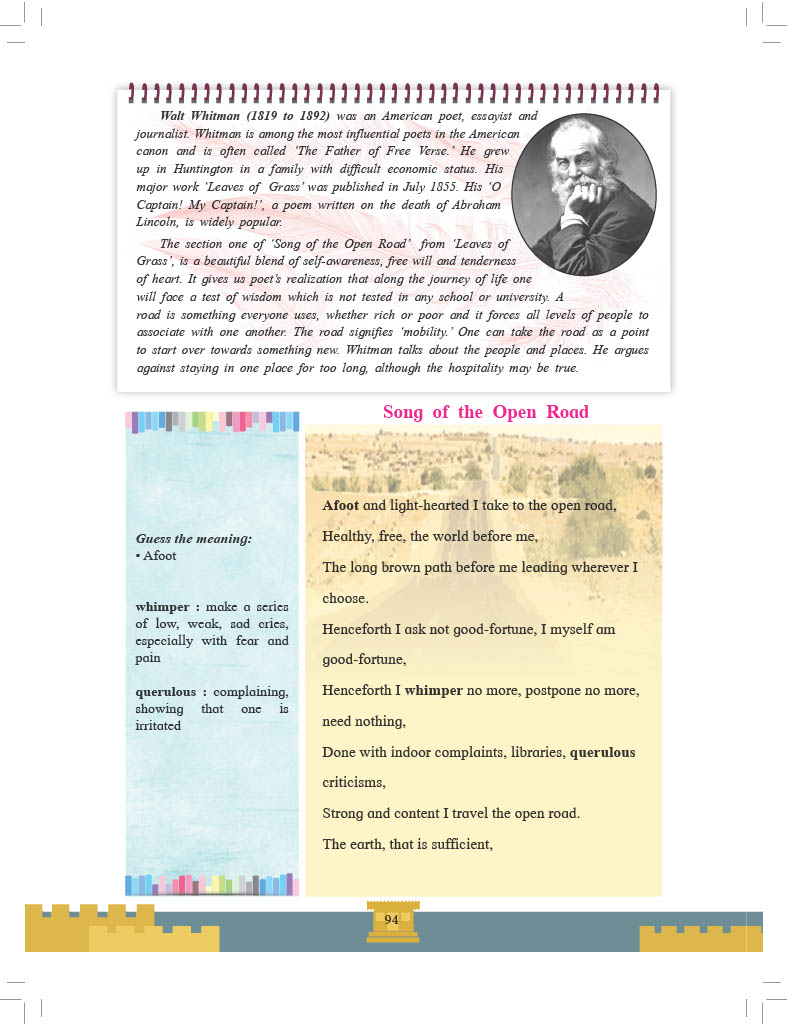 Walt Whitman (1819 to 1892) was an American poet, essayist and
journalist. Whitman is among the most influential poets in the American
canon and is often called ‘The Father of Free Verse.’ He grew
up in Huntington in a family with difficult economic status. His
major work ‘Leaves of Grass’ was published in July 1855. His ‘O
Captain! My Captain!’, a poem written on the death of Abraham
Lincoln, is widely popular.
The section one of ‘Song of the Open Road’ from ‘Leaves of
Grass’, is a beautiful blend of self-awareness, free will and tenderness
of heart. It gives us poet’s realization that along the journey of life one
will face a test of wisdom which is not tested in any school or university. A
road is something everyone uses, whether rich or poor and it forces all levels of people to
associate with one another. The road signifies ‘mobility.’ One can take the road as a point
to start over towards something new. Whitman talks about the people and places. He argues
against staying in one place for too long, although the hospitality may be true.
Song of the Open Road
Guess the meaning:
• Afoot
whimper : make a series
of low, weak, sad cries,
especially with fear and
pain
querulous : complaining,
showing that one is
irritated
Afoot and light-hearted I take to the open road,
Healthy, free, the world before me,
The long brown path before me leading wherever I
choose.
Henceforth I ask not good-fortune, I myself am
good-fortune,
Henceforth I whimper no more, postpone no more,
need nothing,
Done with indoor complaints, libraries, querulous
criticisms,
Strong and content I travel the open road.
The earth, that is sufficient,
94